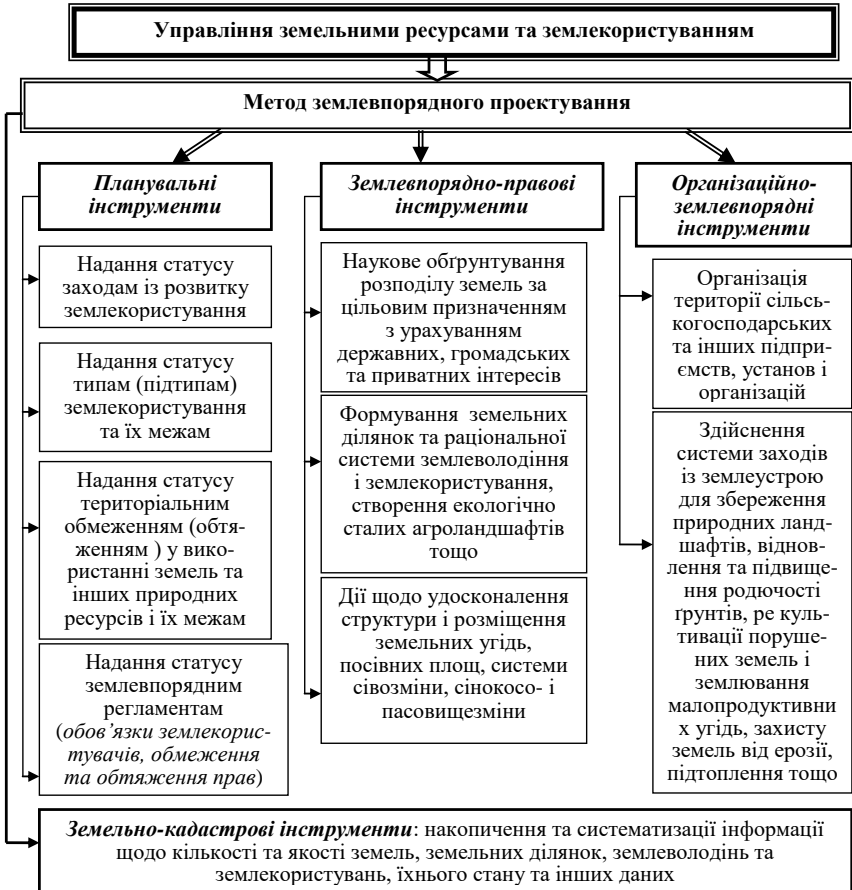 Управління земельними ресурсами та землекористуванням
Метод землевпорядного проектування
Планувальні
інструменти
Надання статусу
заходам із розвитку
землекористування
Надання статусу
типам (підтипам)
землекористування
та їх межам
Надання статусу
територіальним
обмеженням (обтя-
женням ) у вико-
ристанні земель та
інших природних
ресурсів і їх межам
Надання статусу
землевпорядним
регламентам
(обов’язки землекорис-
тувачів, обмеження
та обтяження прав)
Землевпорядно-правові
інструменти
Наукове обґрунтування
розподілу земель за
цільовим призначенням
з урахуванням
державних, громадських
та приватних інтересів
Формування земельних
ділянок та раціональної
системи землеволодіння
і землекористування,
створення екологічно
сталих агроландшафтів
тощо
Дії щодо удосконалення
структури і розміщення
земельних угідь,
посівних площ, системи
сівозміни, сінокосо- і
пасовищезміни
Організаційно-
землевпорядні
інструменти
Організація
території сільсь-
когосподарських
та інших підпри-
ємств, установ і
організацій
Здійснення
системи заходів
із землеустрою
для збереження
природних ланд-
шафтів, віднов-
лення та підвище-
ння родючості
ґрунтів, ре куль-
тивації поруше-
них земель і
землювання
малопродуктивни
х угідь, захисту
земель від ерозії,
підтоплення тощо
Земельно-кадастрові інструменти: накопичення та систематизації інформації
щодо кількості та якості земель, земельних ділянок, землеволодінь та
землекористувань, їхнього стану та інших даних